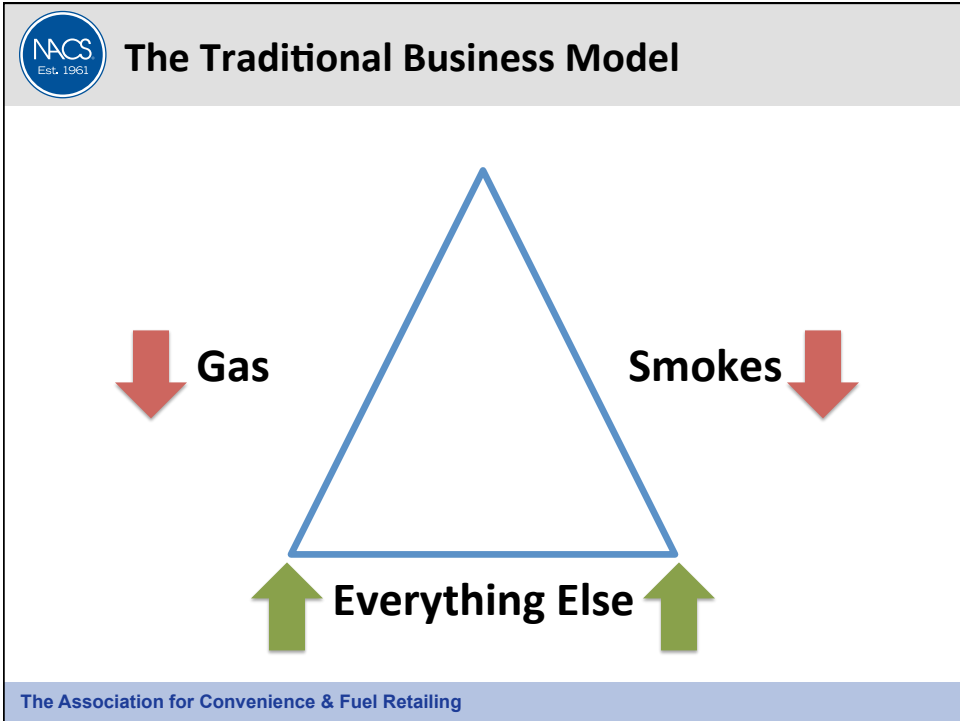 NACS
Est. 1961
The Traditional Business Model
Gas
Smokes
Everything Else
The Association for Convenience & Fuel Retailing